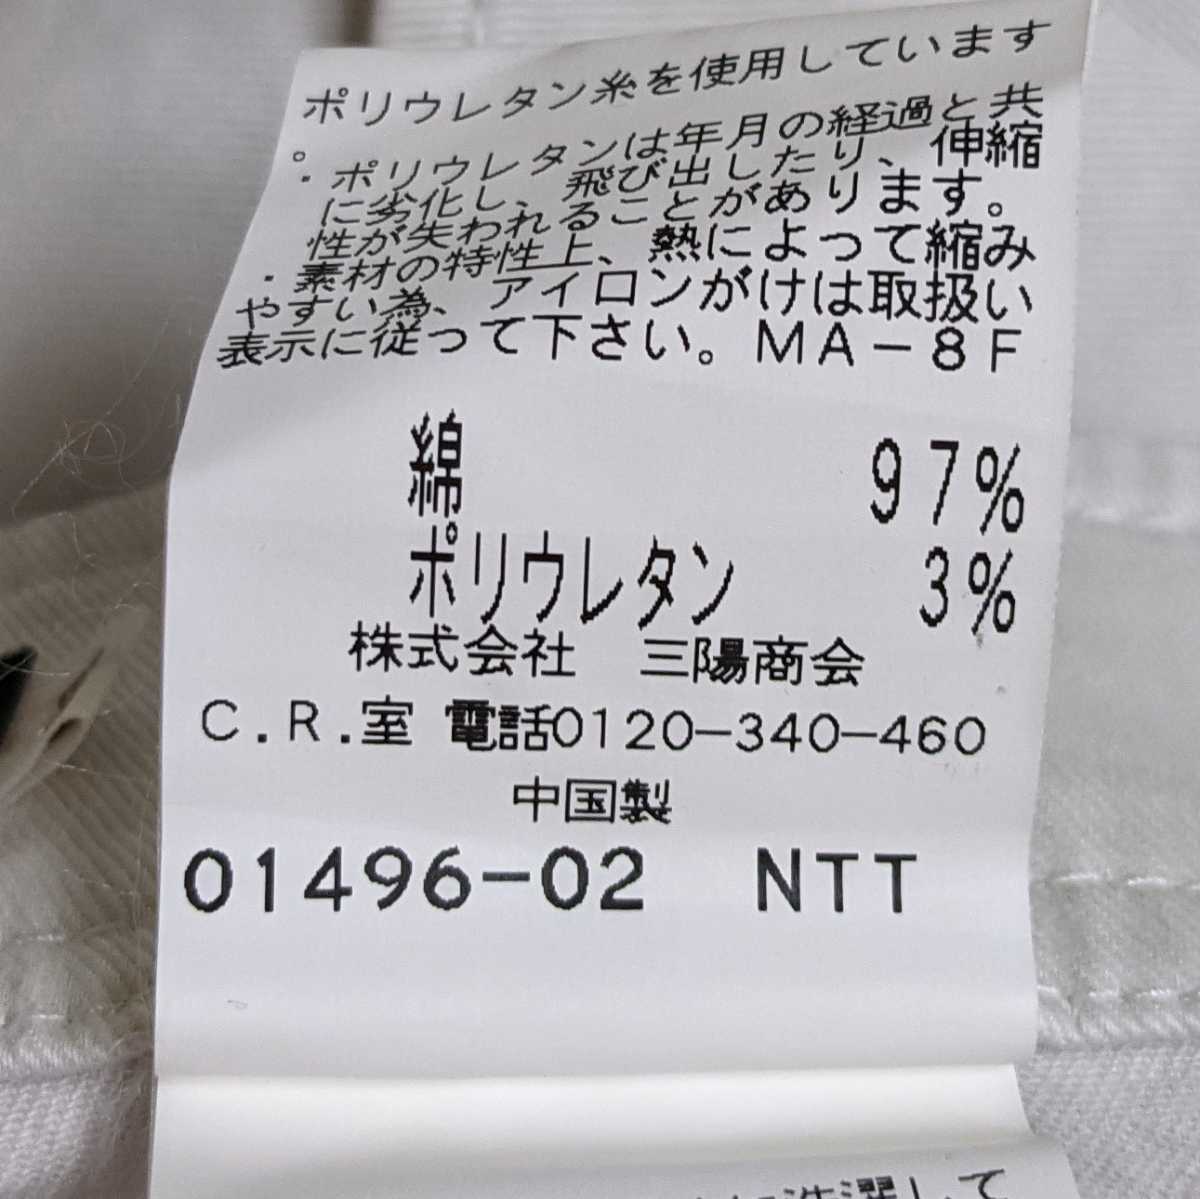 ポリウレタン糸を使用しています
。
・ポリウレタンは年月の経過と共
に劣化し、飛び出したり、伸縮
性が失われることがあります。
・素材の特性上、熱によって縮み
やすい為、アイロンがけは取扱い
表示に従って下さい。MA-8F
綿 97%
ポリウレタン 3%
株式会社 三陽商会
C.R.室 電話0120-340-460
中国製
01496-02 NTT
洗濯して